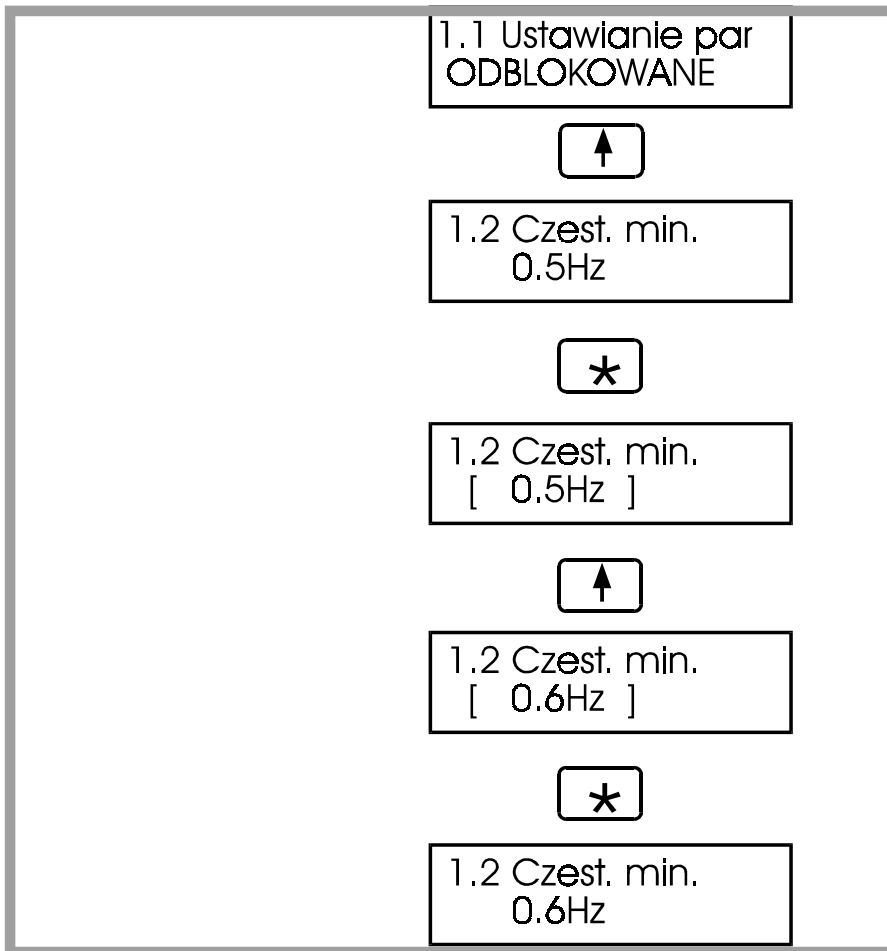 1.1 Ustawianie par
ODBLOKOWANE
1.2 Czest. min.
0.5Hz
*
1.2 Czest. min.
[ 0.5Hz ]
1.2 Czest. min.
[ 0.6Hz ]
*
1.2 Czest. min.
0.6Hz